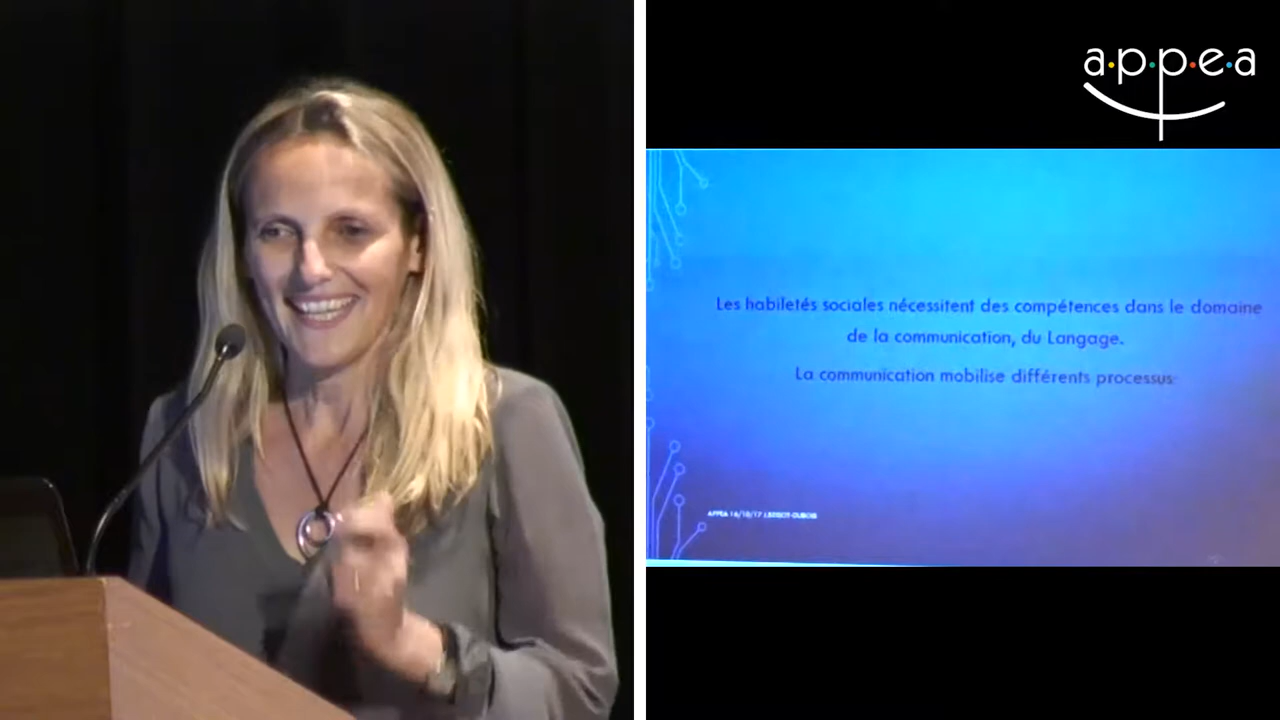 a·p·p·e·a
Les habiletés sociales nécessitent des compétences dans le domaine
de la communication, du Langage.
La communication mobilise différents processus
APPEA